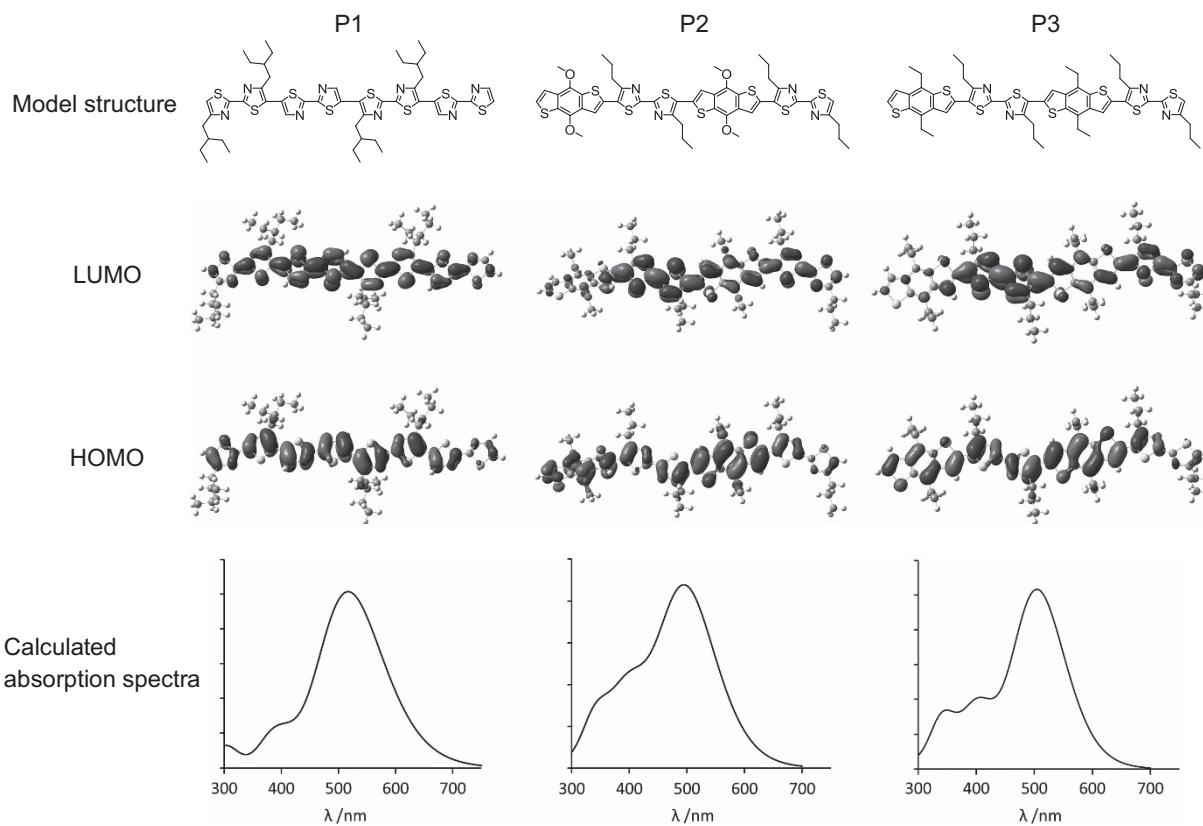 P1 P2 P3
Model structure
LUMO
HOMO
Calculated
absorption spectra
300 400 500 600 700 300 400 500 600 700 300 400 500 600 700
λ /nm λ /nm λ /nm